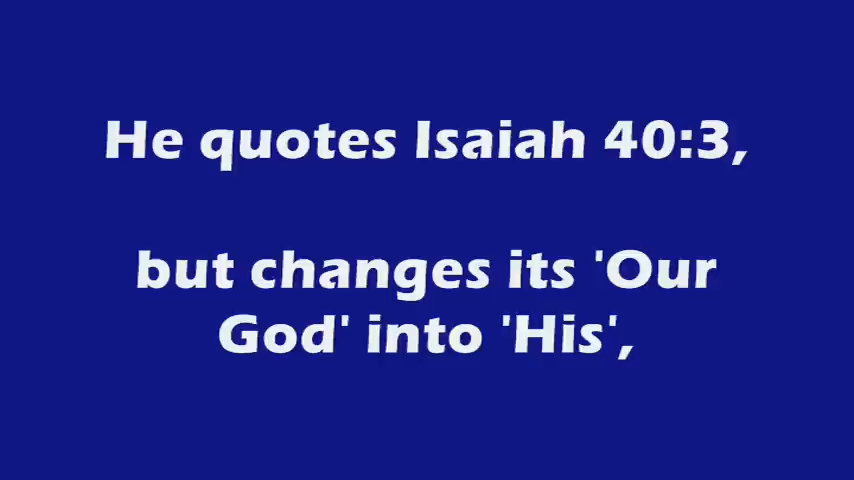 He quotes Isaiah 40:3,
but changes its 'Our
God' into 'His',